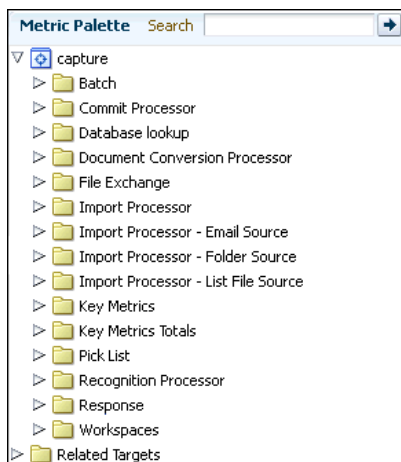 Metric Palette Search
capture
Batch
Commit Processor
Database lookup
Document Conversion Processor
File Exchange
Import Processor
Import Processor - Email Source
Import Processor - Folder Source
Import Processor - List File Source
Key Metrics
Key Metrics Totals
Pick List
Recognition Processor
Response
Workspaces
Related Targets